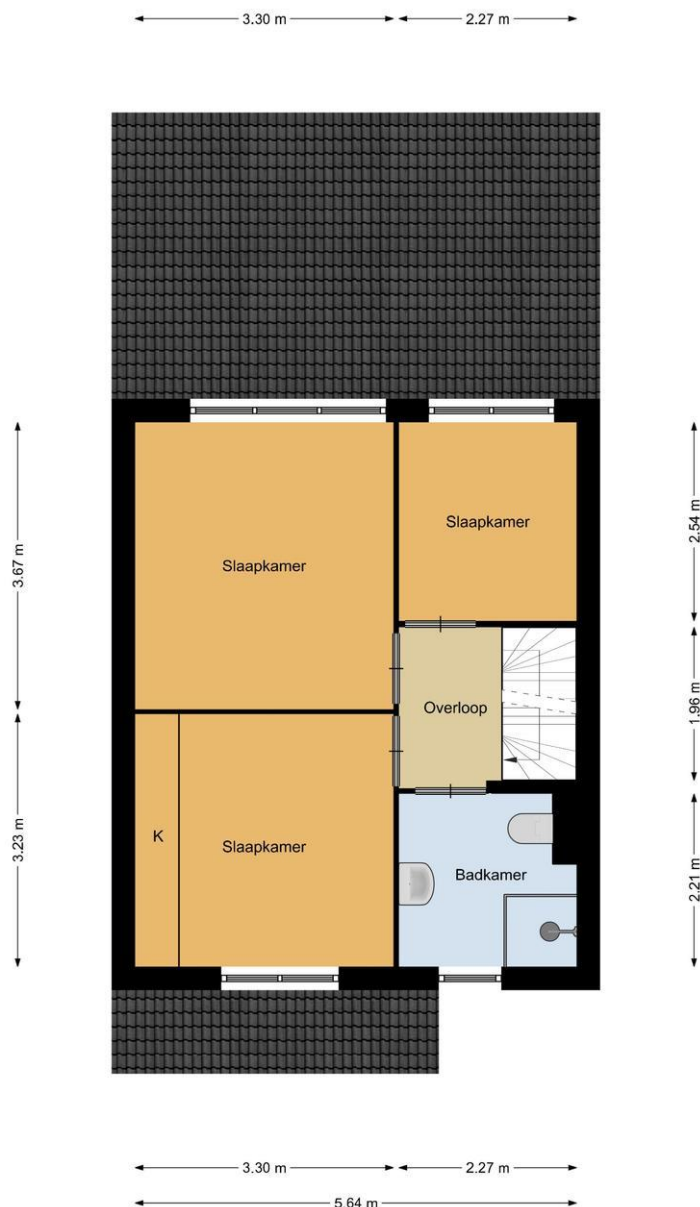 3.30 m
2.27 m
3.67 m
2.54 m
Slaapkamer
Slaapkamer
Overloop
1.96 m
3.23 m
K
Slaapkamer
Badkamer
2.21 m
3.30 m
2.27 m
5.64 m